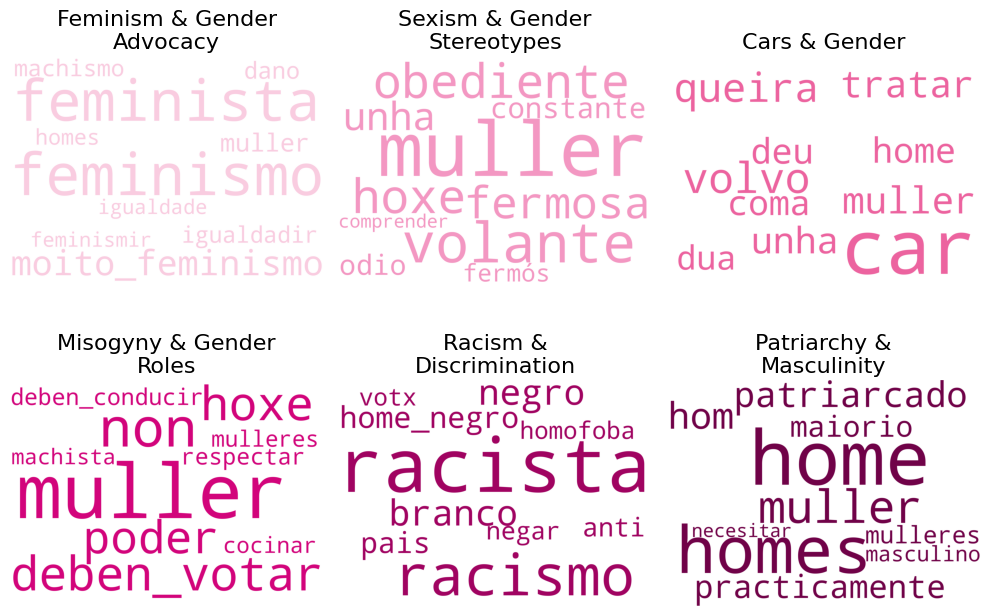 Feminism & Gender
Advocacy
machismo dano
feminista
homes muller
feminismo
igualdade
feminismir igualdadir
moito_feminismo
Sexism & Gender
Stereotypes
obediente
unha constante
muller
hoxe fermosa
comprender
volante
odio fermós
Cars & Gender
queira tratar
deu home
volvo
coma muller
unha
dua car
Misogyny & Gender
Roles
deben_conducir hoxe
non mulleres
machista respectar
muller
poder cocinar
deben_votar
Racism &
Discrimination
votx negro
home_negro homofoba
racista
branco
negar anti
pais
racismo
Patriarchy &
Masculinity
patriarcado
hom maiorio
home
muller
necesitar mulleres
homes masculino
practicamente